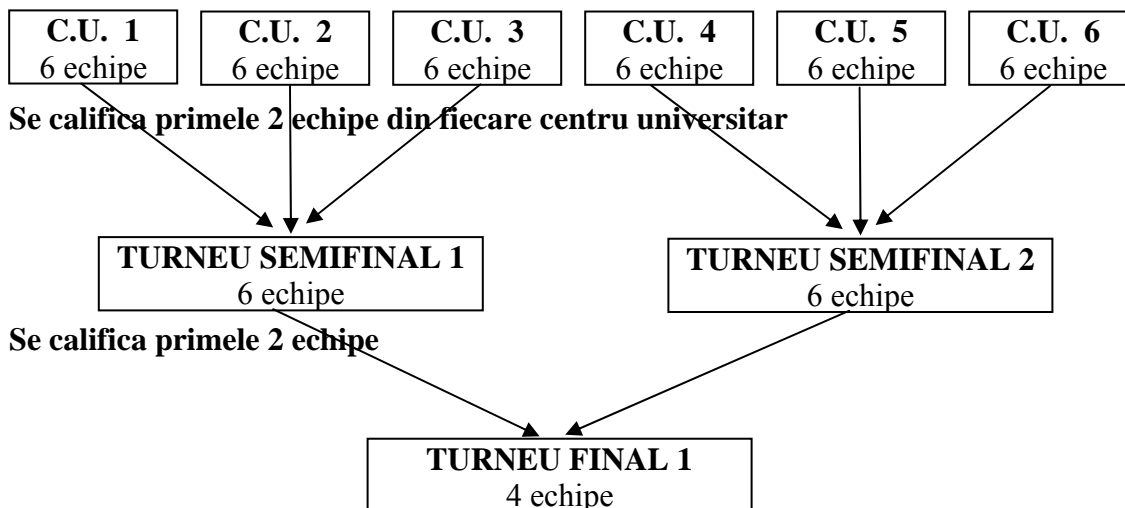 C.U. 1 C.U. 2 C.U. 3 C.U. 4 C.U. 5 C.U. 6
6 echipe 6 echipe 6 echipe 6 echipe 6 echipe 6 echipe
Se califica primele 2 echipe din fiecare centru universitar
TURNEU SEMIFINAL 1 TURNEU SEMIFINAL 2
6 echipe 6 echipe
Se califica primele 2 echipe
TURNEU FINAL 1
4 echipe